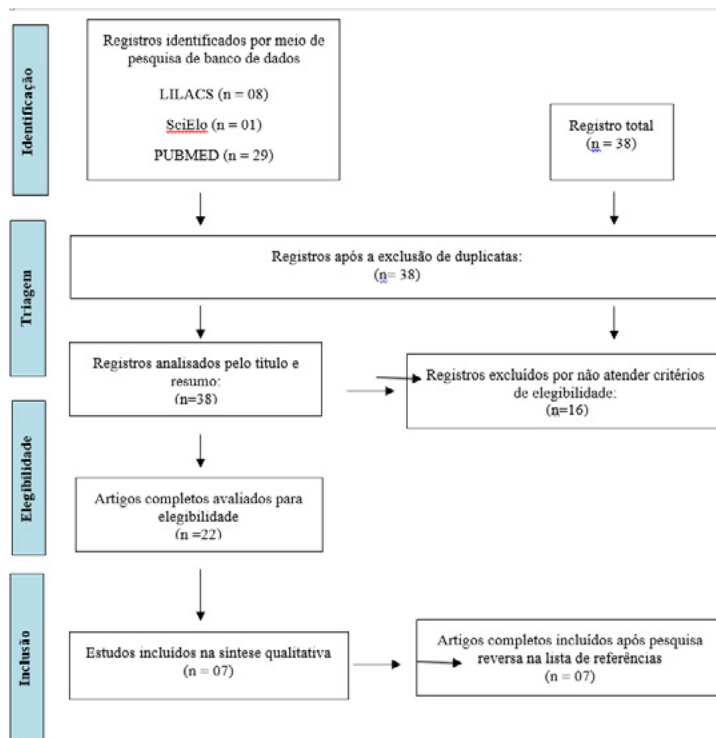 Identificação
Registros identificados por meio de
pesquisa de banco de dados
LILACS (n = 08)
SciElo (n = 01)
PUBMED (n = 29)
Registro total
(n = 38)
Triagem
Registros após a exclusão de duplicatas:
(n= 38)
Registros analisados pelo título e
resumo:
(n=38)
Registros excluídos por não atender critérios
de elegibilidade:
(n=16)
Elegibilidade
Artigos completos avaliados para
elegibilidade
(n =22)
Inclusão
Estudos incluídos na síntese qualitativa
(n = 07)
Artigos completos incluídos após pesquisa
reversa na lista de referências
(n = 07)